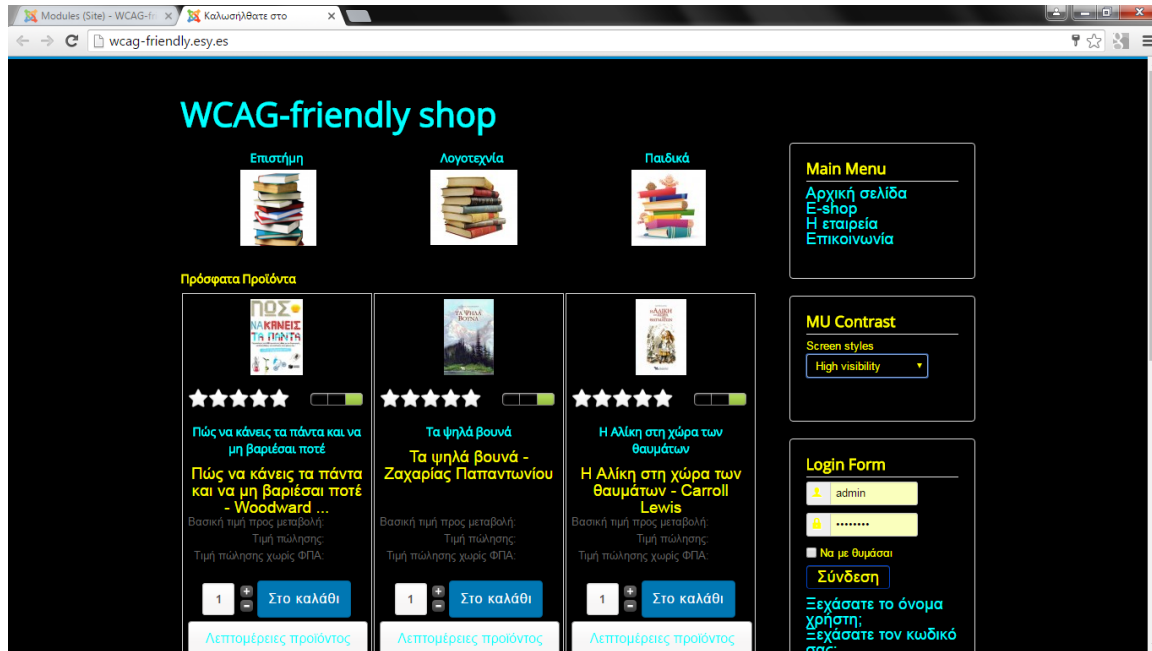 Modules (Site) - WCAG-fr
Καλωσήλθατε στο
wcag-friendly.esy.es
WCAG-friendly shop
Επιστήμη
Λογοτεχνία
Παιδικά
Πρόσφατα Προϊόντα
ΠΩΣ
ΝΑ ΚΑΝΕΙΣ
ΤΑ ΠΑΝΤΑ
ΤΑ ΨΗΛΑ
ΒΟΥΝΑ
Πώς να κάνεις τα πάντα και να
μη βαριέσαι ποτέ
Πώς να κάνεις τα πάντα
και να μη βαριέσαι ποτέ
- Woodward ...
Βασική τιμή προς μεταβολή:
Τιμή πώλησης:
Τιμή πώλησης χωρίς ΦΠΑ:
1
Στο καλάθι
Λεπτομέρειες προϊόντος
Τα ψηλά βουνά
Τα ψηλά βουνά -
Ζαχαρίας Παπαντωνίου
Βασική τιμή προς μεταβολή:
Τιμή πώλησης:
Τιμή πώλησης χωρίς ΦΠΑ:
1
Στο καλάθι
Λεπτομέρειες προϊόντος
Η Αλίκη στη χώρα των
θαυμάτων
Η Αλίκη στη χώρα των
θαυμάτων - Carroll
Lewis
Βασική τιμή προς μεταβολή:
Τιμή πώλησης:
Τιμή πώλησης χωρίς ΦΠΑ:
1
Στο καλάθι
Λεπτομέρειες προϊόντος
Main Menu
Αρχική σελίδα
E-shop
Η εταιρεία
Επικοινωνία
MU Contrast
Screen styles
High visibility
Login Form
admin
••••••••
Να με θυμάσαι
Σύνδεση
Ξεχάσατε το όνομα
χρήστη;
Ξεχάσατε τον κωδικό
σας;